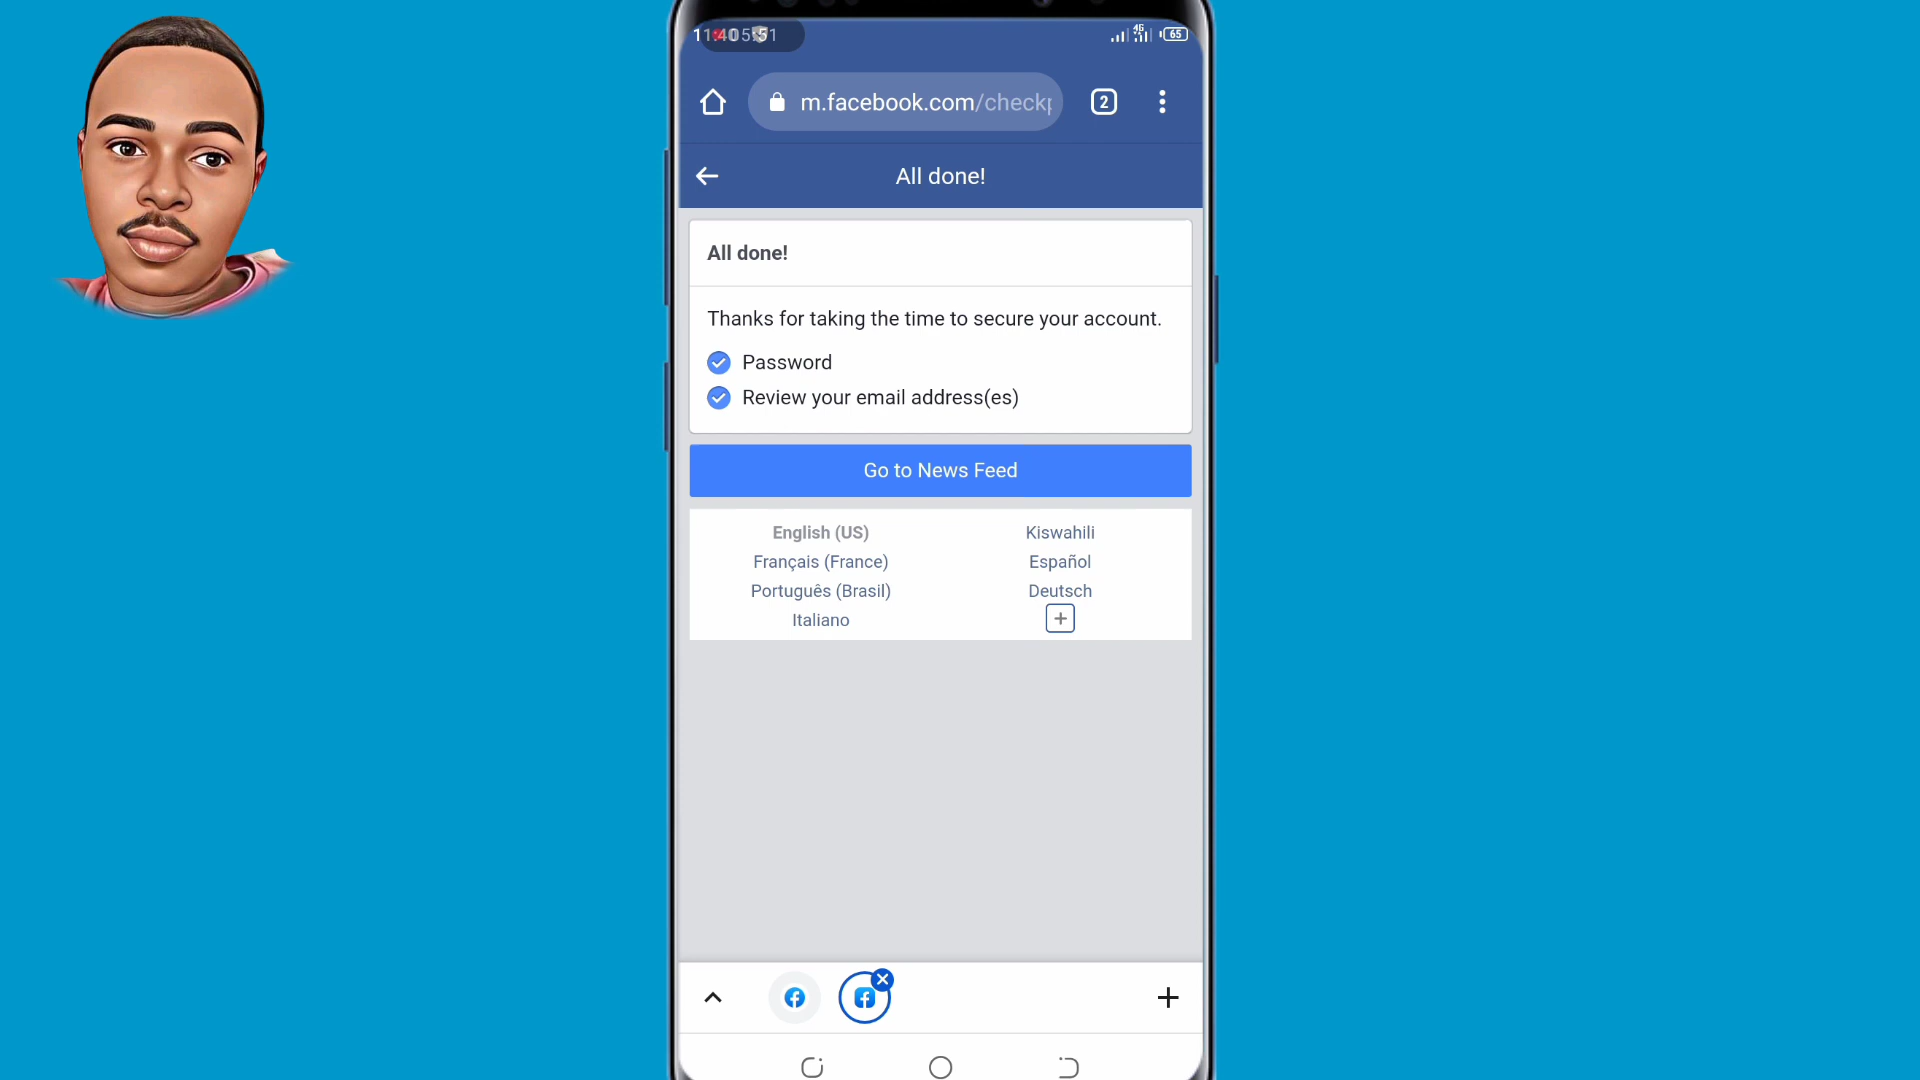 65
m.facebook.com/checkp
2
All done!
All done!
Thanks for taking the time to secure your account.
Password
Review your email address(es)
Go to News Feed
English (US)
Kiswahili
Français (France)
Español
Português (Brasil)
Deutsch
Italiano